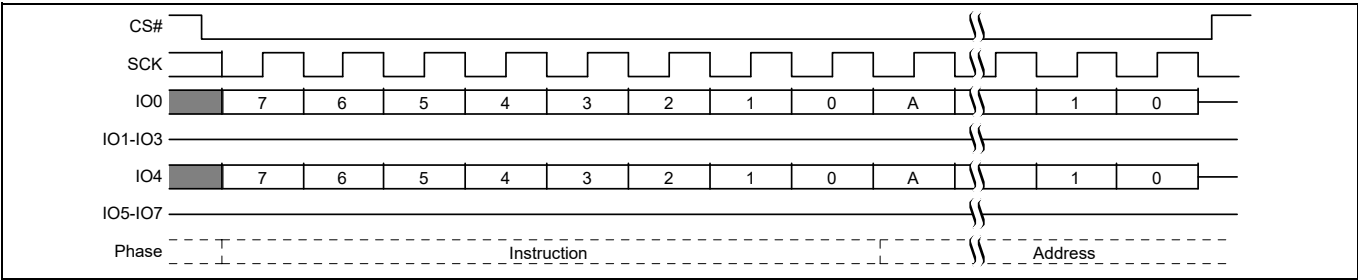 CS#
SCK
IO0 7 6 5 4 3 2 1 0 A 1 0
IO1-IO3
IO4 7 6 5 4 3 2 1 0 A 1 0
IO5-IO7
Phase Instruction Address